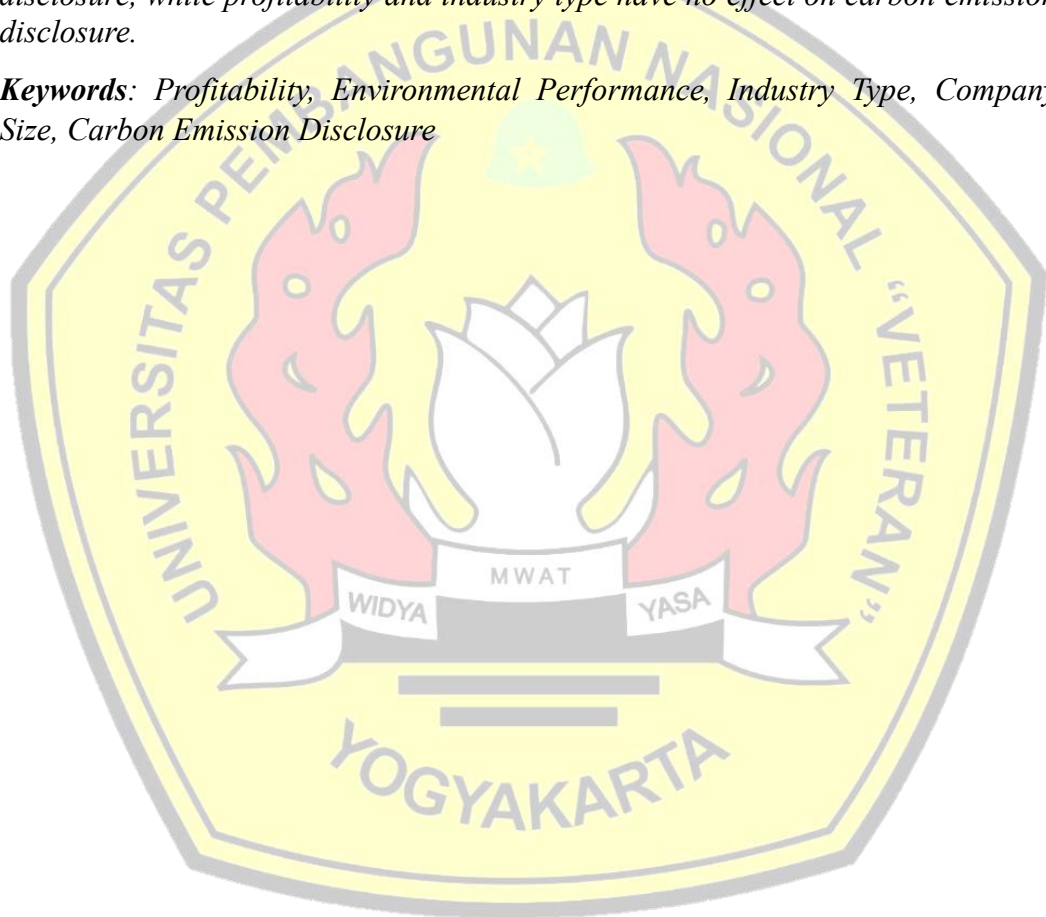 disclosure, while profitability and industry type have no effect on carbon emission
disclosure.
Keywords: Profitability, Environmental Performance, Industry Type, Company
Size, Carbon Emission Disclosure
UNIVERSITAS PEMBANGUNAN NASIONAL "VETERAN"
WIDYA MWAT YASA
YOGYAKARTA